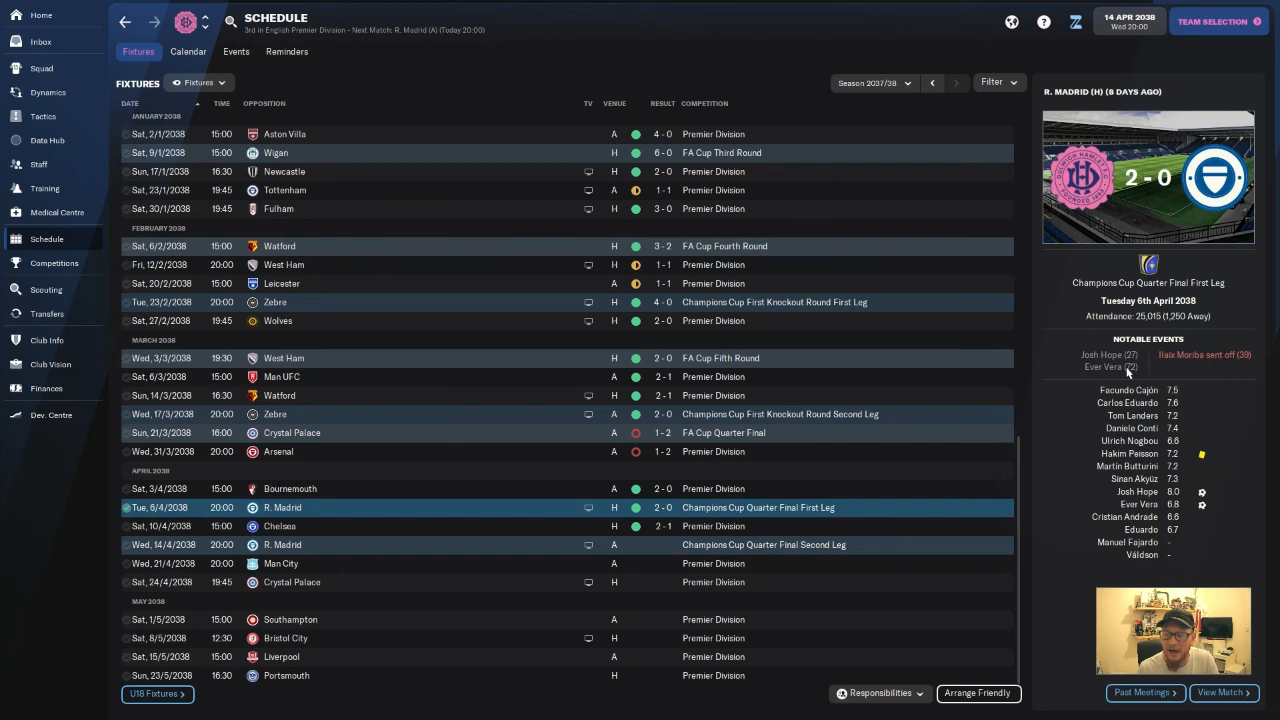 Home
Inbox
Squad
Dynamics
Tactics
Data Hub
Staff
Training
Medical Centre
Schedule
Competitions
Scouting
Transfers
Club Info
Club Vision
Finances
Dev. Centre
SCHEDULE
3rd in English Premier Division - Next Match: R. Madrid (A) (Today 20:00)
14 APR 2038
Wed 20:00
TEAM SELECTION
Fixtures Calendar Events Reminders
FIXTURES Fixtures Season 2037/38 Filter
DATE TIME OPPOSITION TV VENUE RESULT COMPETITION
JANUARY 2038
Sat, 2/1/2038 15:00 Aston Villa A 4 - 0 Premier Division
Sat, 9/1/2038 15:00 Wigan H 6 - 0 FA Cup Third Round
Sun, 17/1/2038 16:30 Newcastle H 2 - 0 Premier Division
Sat, 23/1/2038 19:45 Tottenham A 1 - 1 Premier Division
Sat, 30/1/2038 19:45 Fulham H 3 - 0 Premier Division
FEBRUARY 2038
Sat, 6/2/2038 15:00 Watford H 3 - 2 FA Cup Fourth Round
Fri, 12/2/2038 20:00 West Ham H 1 - 1 Premier Division
Sat, 20/2/2038 15:00 Leicester A 1 - 1 Premier Division
Tue, 23/2/2038 20:00 Zebre H 4 - 0 Champions Cup First Knockout Round First Leg
Sat, 27/2/2038 19:45 Wolves A 2 - 0 Premier Division
MARCH 2038
Wed, 3/3/2038 19:30 West Ham H 2 - 0 FA Cup Fifth Round
Sat, 6/3/2038 15:00 Man UFC A 2 - 1 Premier Division
Sun, 14/3/2038 16:30 Watford H 2 - 1 Premier Division
Wed, 17/3/2038 20:00 Zebre A 2 - 0 Champions Cup First Knockout Round Second Leg
Sun, 21/3/2038 16:00 Crystal Palace A 1 - 2 FA Cup Quarter Final
Wed, 31/3/2038 20:00 Arsenal A 1 - 2 Premier Division
APRIL 2038
Sat, 3/4/2038 15:00 Bournemouth A 2 - 0 Premier Division
Tue, 6/4/2038 20:00 R. Madrid H 2 - 0 Champions Cup Quarter Final First Leg
Sat, 10/4/2038 15:00 Chelsea H 2 - 1 Premier Division
Wed, 14/4/2038 20:00 R. Madrid A Champions Cup Quarter Final Second Leg
Wed, 21/4/2038 20:00 Man City A Premier Division
Sat, 24/4/2038 19:45 Crystal Palace H Premier Division
MAY 2038
Sat, 1/5/2038 15:00 Southampton A Premier Division
Sat, 8/5/2038 12:30 Bristol City H Premier Division
Sat, 15/5/2038 15:00 Liverpool A Premier Division
Sun, 23/5/2038 16:30 Portsmouth H Premier Division
U18 Fixtures Responsibilities Arrange Friendly
R. MADRID (H) (8 DAYS AGO)
2 - 0
Champions Cup Quarter Final First Leg
Tuesday 6th April 2038
Attendance: 25,015 (1,250 Away)
NOTABLE EVENTS
Josh Hope (27) Ilaix Moriba sent off (39)
Ever Vera (72)
Facundo Cajón 7.5
Carlos Eduardo 7.6
Tom Landers 7.2
Daniele Conti 7.4
Ulrich Nogbou 6.6
Hakim Peisson 7.2
Martin Butturini 7.2
Sinan Akyüz 7.3
Josh Hope 8.0
Ever Vera 6.8
Cristian Andrade 6.6
Eduardo 6.7
Manuel Fajardo -
Váldson -
Past Meetings View Match